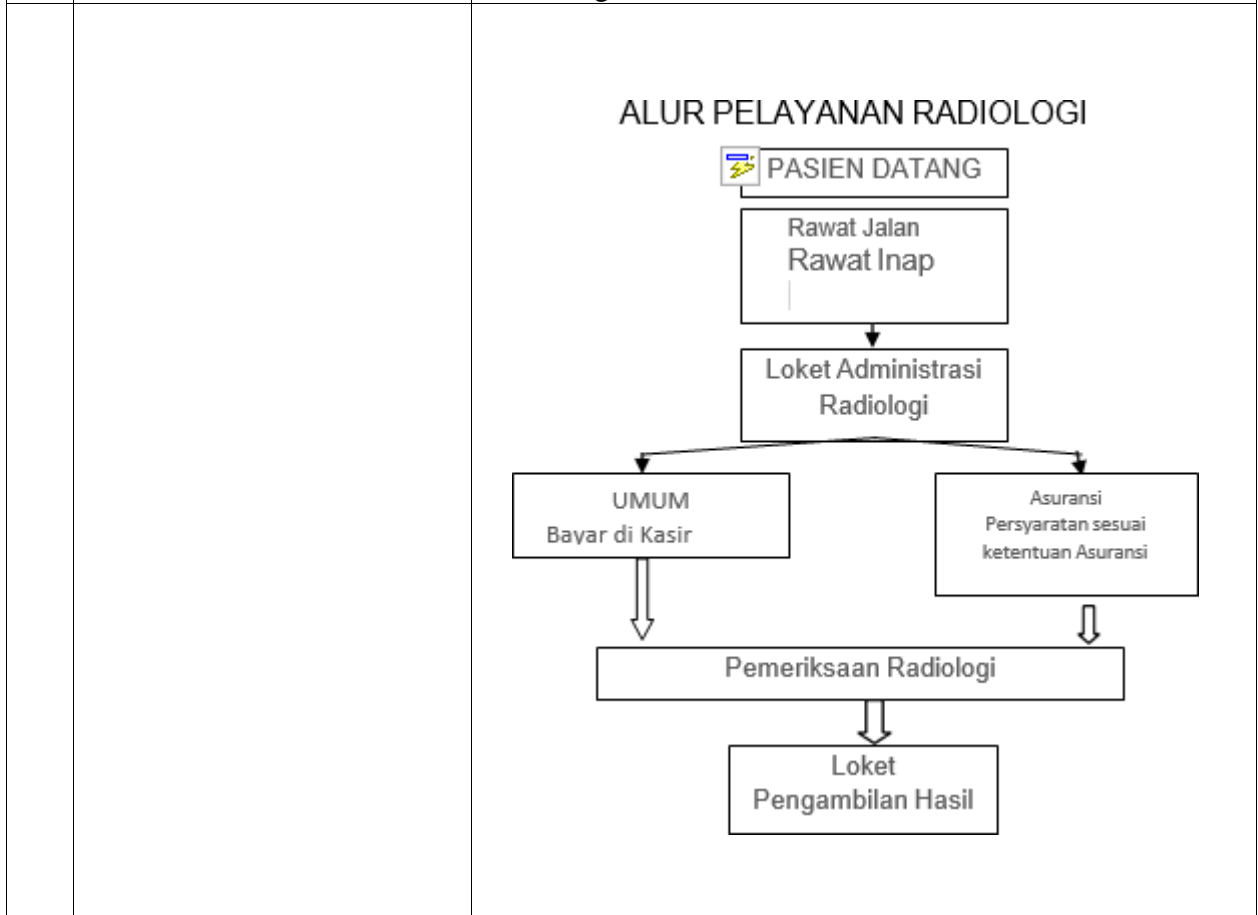 ALUR PELAYANAN RADIOLOGI
PASIEN DATANG
Rawat Jalan
Rawat Inap
Loket Administrasi
Radiologi
UMUM
Bayar di Kasir
Asuransi
Persyaratan sesuai
ketentuan Asuransi
Pemeriksaan Radiologi
Loket
Pengambilan Hasil